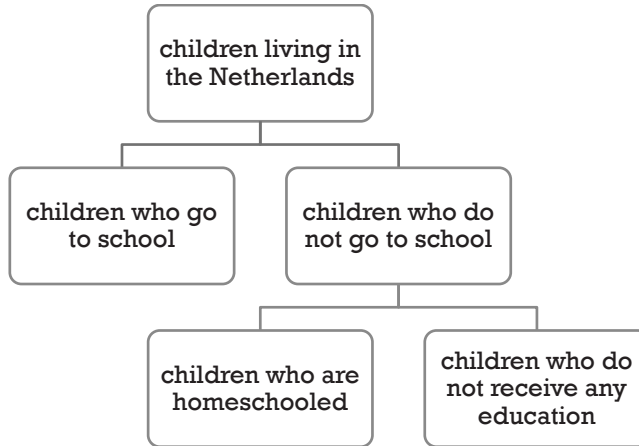 children living in
the Netherlands
children who go
to school
children who do
not go to school
children who are
homeschooled
children who do
not receive any
education